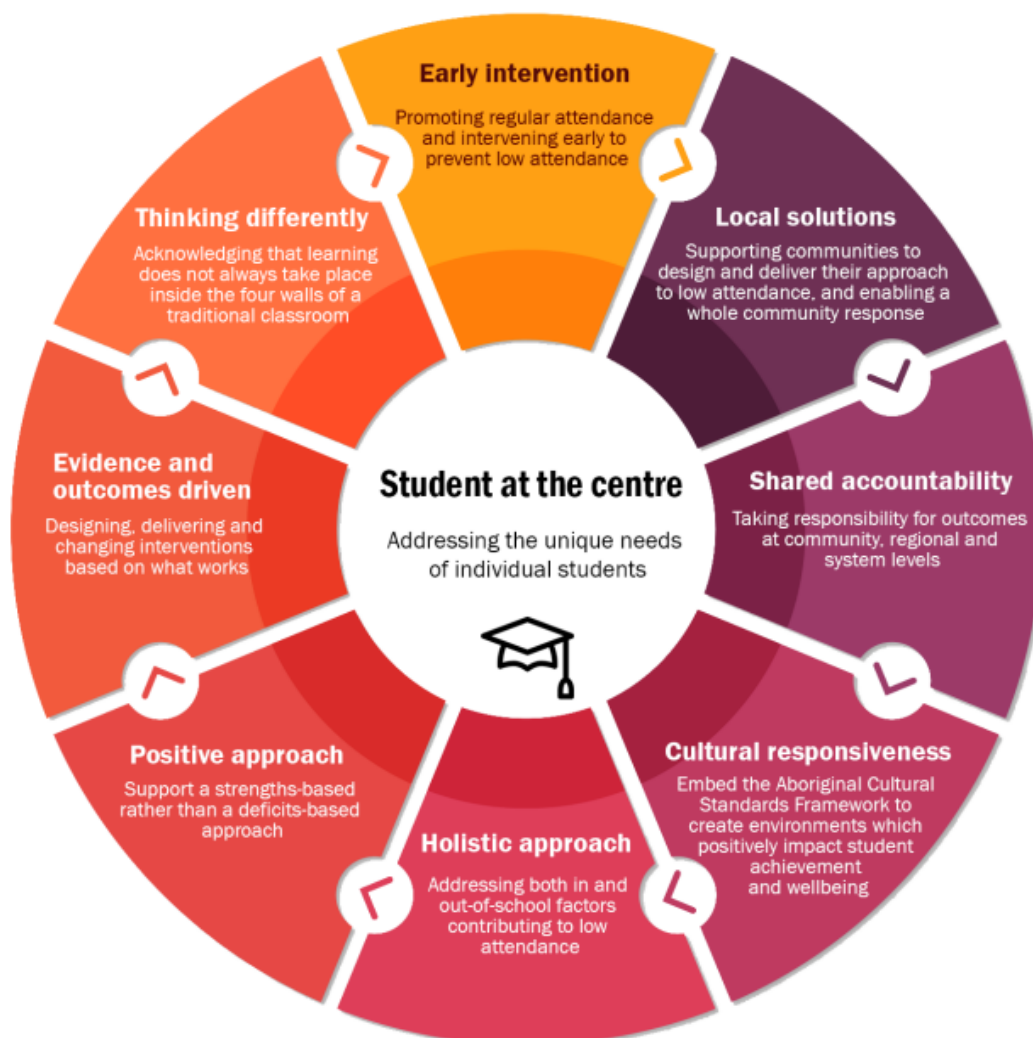 Early intervention
Promoting regular attendance
and intervening early to
prevent low attendance
Local solutions
Supporting communities to
design and deliver their approach
to low attendance, and enabling a
whole community response
Shared accountability
Taking responsibility for outcomes
at community, regional and
system levels
Cultural responsiveness
Embed the Aboriginal Cultural
Standards Framework to
create environments which
positively impact student
achievement
and wellbeing
Holistic approach
Addressing both in and
out-of-school factors
contributing to low
attendance
Positive approach
Support a strengths-based
rather than a deficits-based
approach
Evidence and
outcomes driven
Designing, delivering and
changing interventions
based on what works
Thinking differently
Acknowledging that learning
does not always take place
inside the four walls of a
traditional classroom
Student at the centre
Addressing the unique needs
of individual students